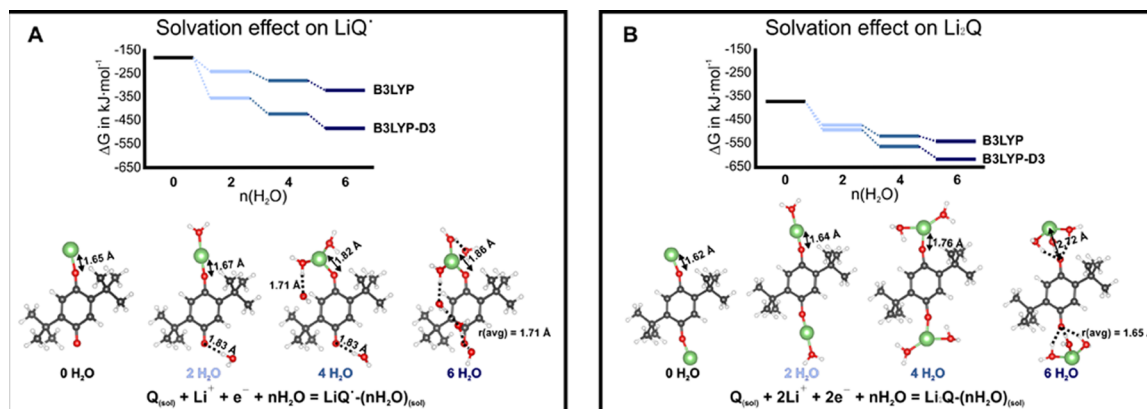 A
Solvation effect on LiQ˙
-150
-250
-350
-450
-550
-650
ΔG in kJ·mol⁻¹
B3LYP
B3LYP-D3
0
2
4
6
n(H₂O)
1.65 Å
1.67 Å
1.83 Å
1.82 Å
1.71 Å
1.83 Å
1.86 Å
r(avg) = 1.71 Å
0 H₂O
2 H₂O
4 H₂O
6 H₂O
Q(sol) + Li⁺ + e⁻ + nH₂O = LiQ˙-(nH₂O)(sol)
B
Solvation effect on Li₂Q
-150
-250
-350
-450
-550
-650
ΔG in kJ·mol⁻¹
B3LYP
B3LYP-D3
0
2
4
6
n(H₂O)
1.62 Å
1.64 Å
1.76 Å
2.72 Å
r(avg) = 1.65 Å
0 H₂O
2 H₂O
4 H₂O
6 H₂O
Q(sol) + 2Li⁺ + 2e⁻ + nH₂O = Li₂Q-(nH₂O)(sol)